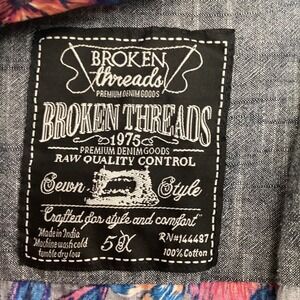 BROKEN
threads
PREMIUM DENIM GOODS
BROKEN THREADS
1975
PREMIUM DENIM GOODS
RAW QUALITY CONTROL
Sewn Style
"Crafted for style and comfort"
Made in India
Machine wash cold
tumble dry low
5X
RN#144487
100% Cotton